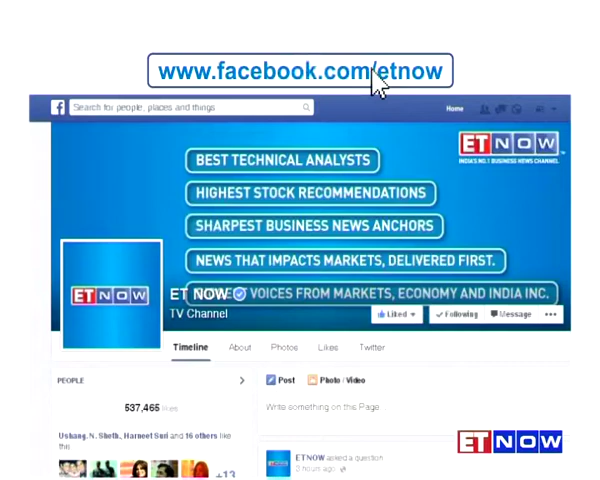 www.facebook.com/etnow
Search for people, places and things
Home
ET NOW
INDIA'S NO.1 BUSINESS NEWS CHANNEL
BEST TECHNICAL ANALYSTS
HIGHEST STOCK RECOMMENDATIONS
SHARPEST BUSINESS NEWS ANCHORS
NEWS THAT IMPACTS MARKETS, DELIVERED FIRST.
VOICES FROM MARKETS, ECONOMY AND INDIA INC.
ET NOW
ET NOW
TV Channel
Liked
Following
Message
Timeline About Photos Likes Twitter
PEOPLE
537,465 likes
Ushang. N. Sheth., Harneet Suri and 16 others like
this
+13
Post Photo / Video
Write something on this Page
ETNOW asked a question
2 hours ago
ET NOW